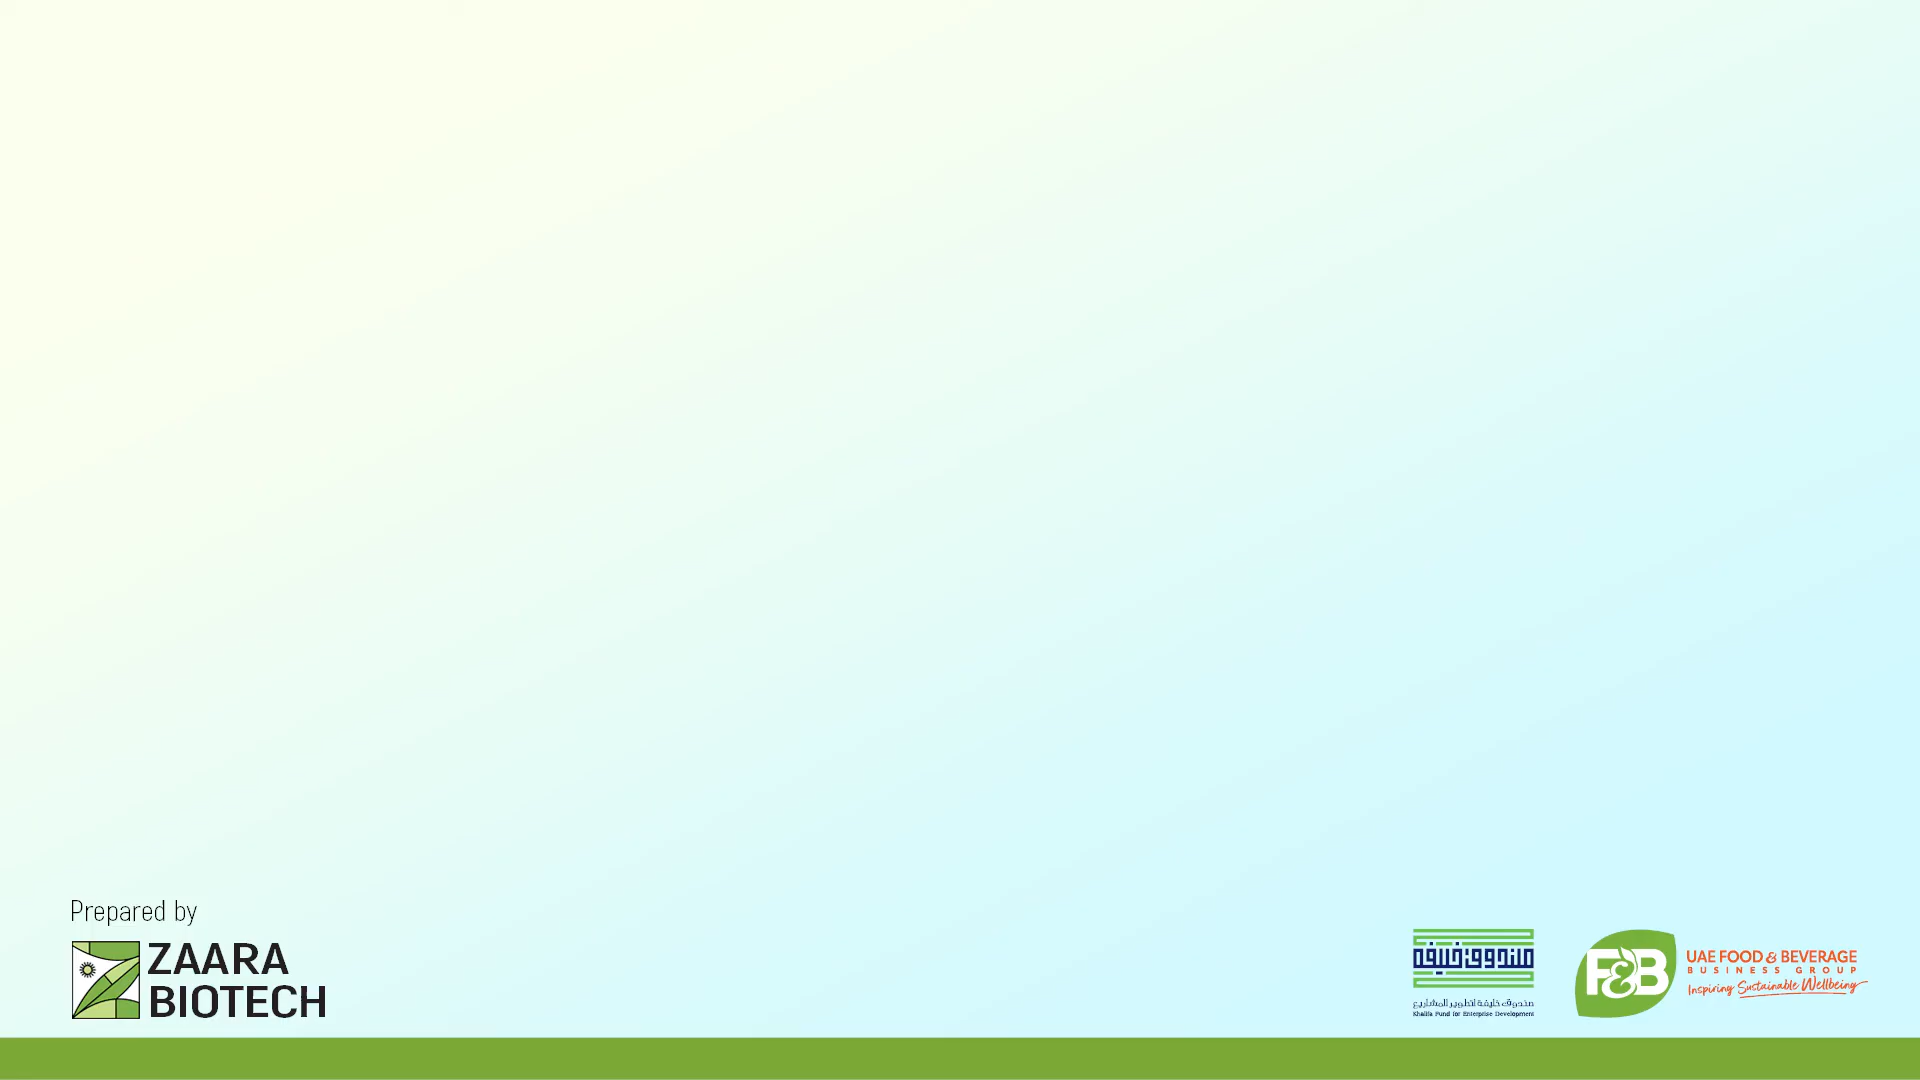 Prepared by
ZAARA
BIOTECH
صندوق خليفة
صندوق خليفة لتطوير المشاريع
Khalifa Fund for Enterprise Development
F&B
UAE FOOD & BEVERAGE
BUSINESS GROUP
Inspiring Sustainable Wellbeing